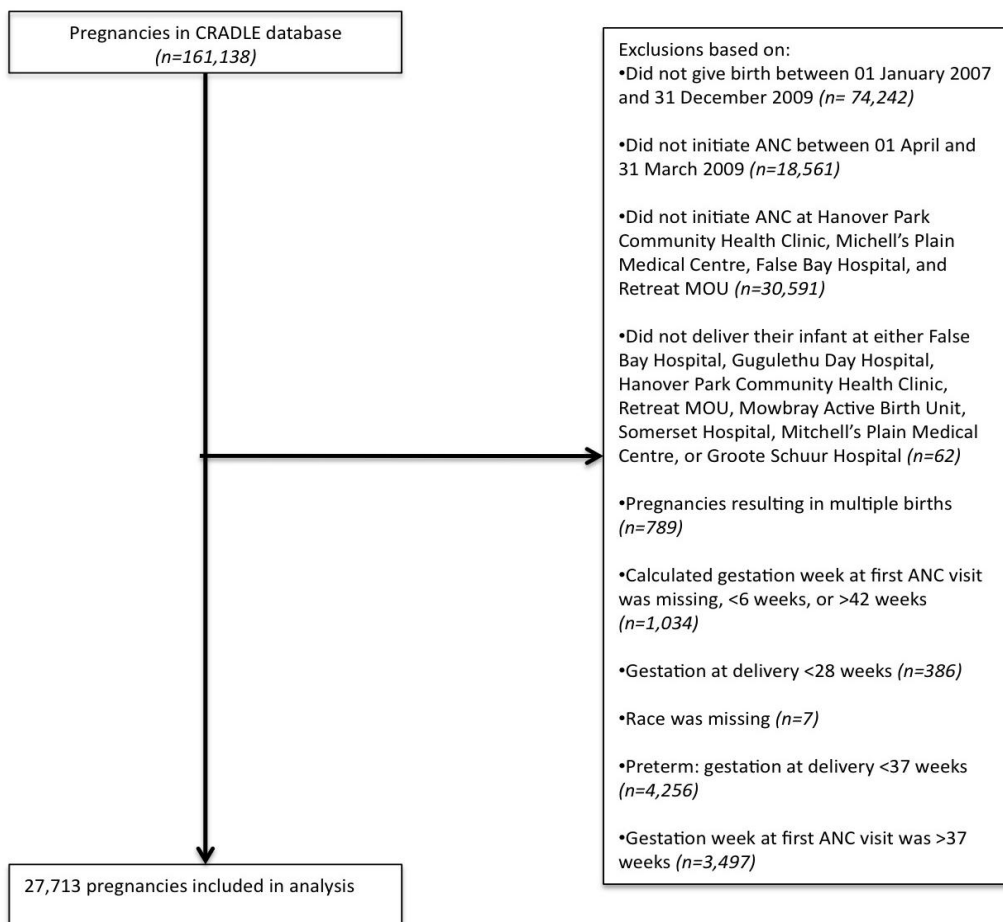 Pregnancies in CRADLE database
(n=161,138)
Exclusions based on:
•Did not give birth between 01 January 2007
and 31 December 2009 (n= 74,242)
•Did not initiate ANC between 01 April and
31 March 2009 (n=18,561)
•Did not initiate ANC at Hanover Park
Community Health Clinic, Michell’s Plain
Medical Centre, False Bay Hospital, and
Retreat MOU (n=30,591)
•Did not deliver their infant at either False
Bay Hospital, Gugulethu Day Hospital,
Hanover Park Community Health Clinic,
Retreat MOU, Mowbray Active Birth Unit,
Somerset Hospital, Mitchell’s Plain Medical
Centre, or Groote Schuur Hospital (n=62)
•Pregnancies resulting in multiple births
(n=789)
•Calculated gestation week at first ANC visit
was missing, <6 weeks, or >42 weeks
(n=1,034)
•Gestation at delivery <28 weeks (n=386)
•Race was missing (n=7)
•Preterm: gestation at delivery <37 weeks
(n=4,256)
•Gestation week at first ANC visit was >37
weeks (n=3,497)
27,713 pregnancies included in analysis